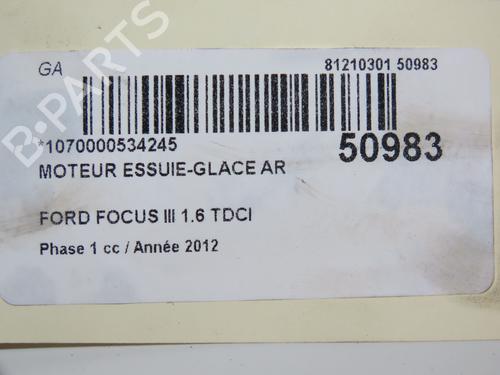 GA
81210301 50983
*1070000534245
50983
MOTEUR ESSUIE-GLACE AR
FORD FOCUS III 1.6 TDCI
Phase 1 cc / Année 2012
B-PARTS